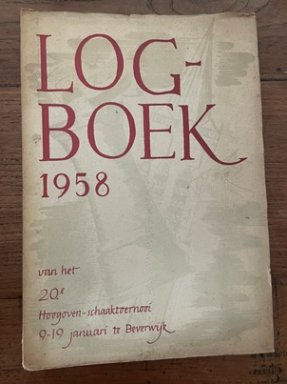 LOG-
BOEK
1958
van het
20e
Hoogoven-schaaktoernooi
9-19 januari te Beverwijk